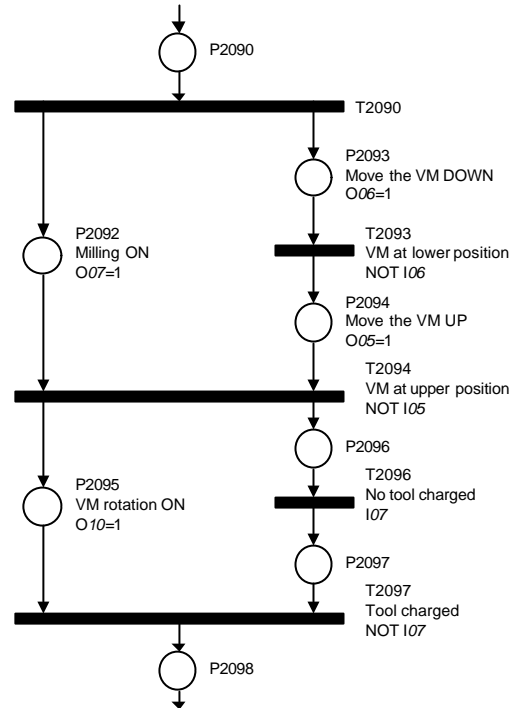 P2090
T2090
P2093
Move the VM DOWN
O06=1
P2092
Milling ON
O07=1
T2093
VM at lower position
NOT I06
P2094
Move the VM UP
O05=1
T2094
VM at upper position
NOT I05
P2096
P2095
VM rotation ON
O10=1
T2096
No tool charged
I07
P2097
T2097
Tool charged
NOT I07
P2098